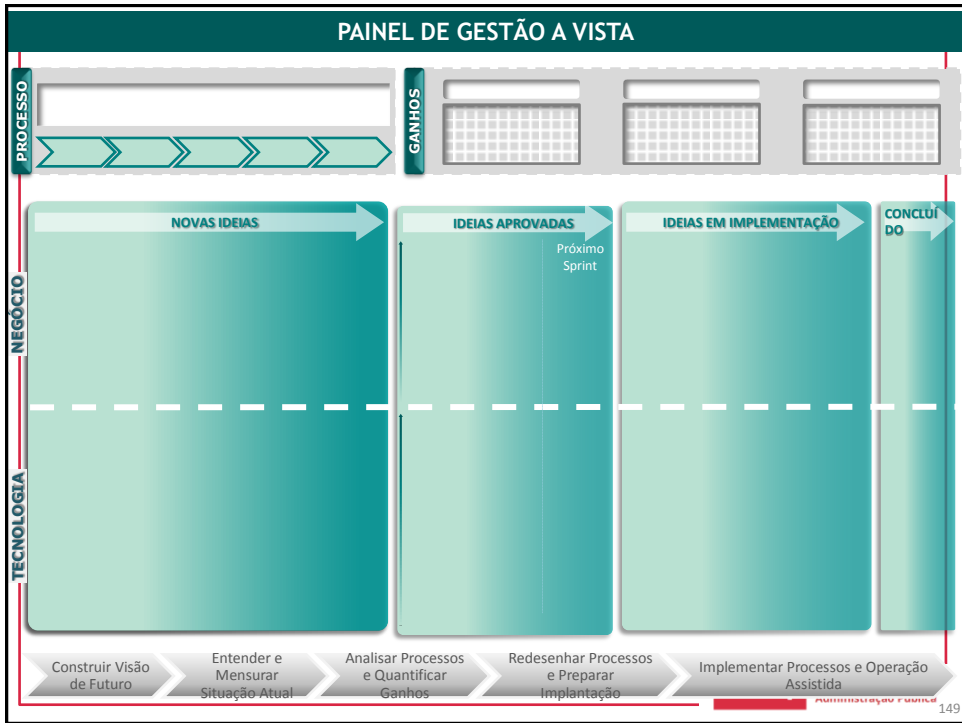 PAINEL DE GESTÃO A VISTA
PROCESSO
GANHOS
NOVAS IDEIAS
IDEIAS APROVADAS
Próximo
Sprint
IDEIAS EM IMPLEMENTAÇÃO
CONCLUÍ
DO
NEGÓCIO
TECNOLOGIA
Construir Visão
de Futuro
Entender e
Mensurar
Situação Atual
Analisar Processos
e Quantificar
Ganhos
Redesenhar Processos
e Preparar
Implantação
Implementar Processos e Operação
Assistida
Administração Pública
149